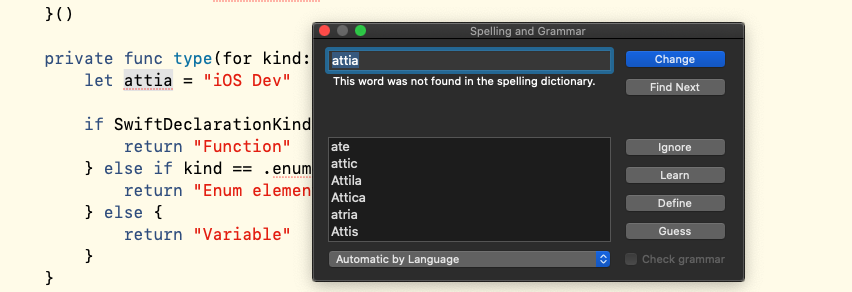 }()
private func type(for kind:
let attia = "iOS Dev"
if SwiftDeclarationKind
return "Function"
} else if kind == .enum
return "Enum elemen
} else {
return "Variable"
}
}
Spelling and Grammar
attia
Change
This word was not found in the spelling dictionary.
Find Next
ate
attic
Attila
Attica
atria
Attis
Ignore
Learn
Define
Guess
Automatic by Language
Check grammar